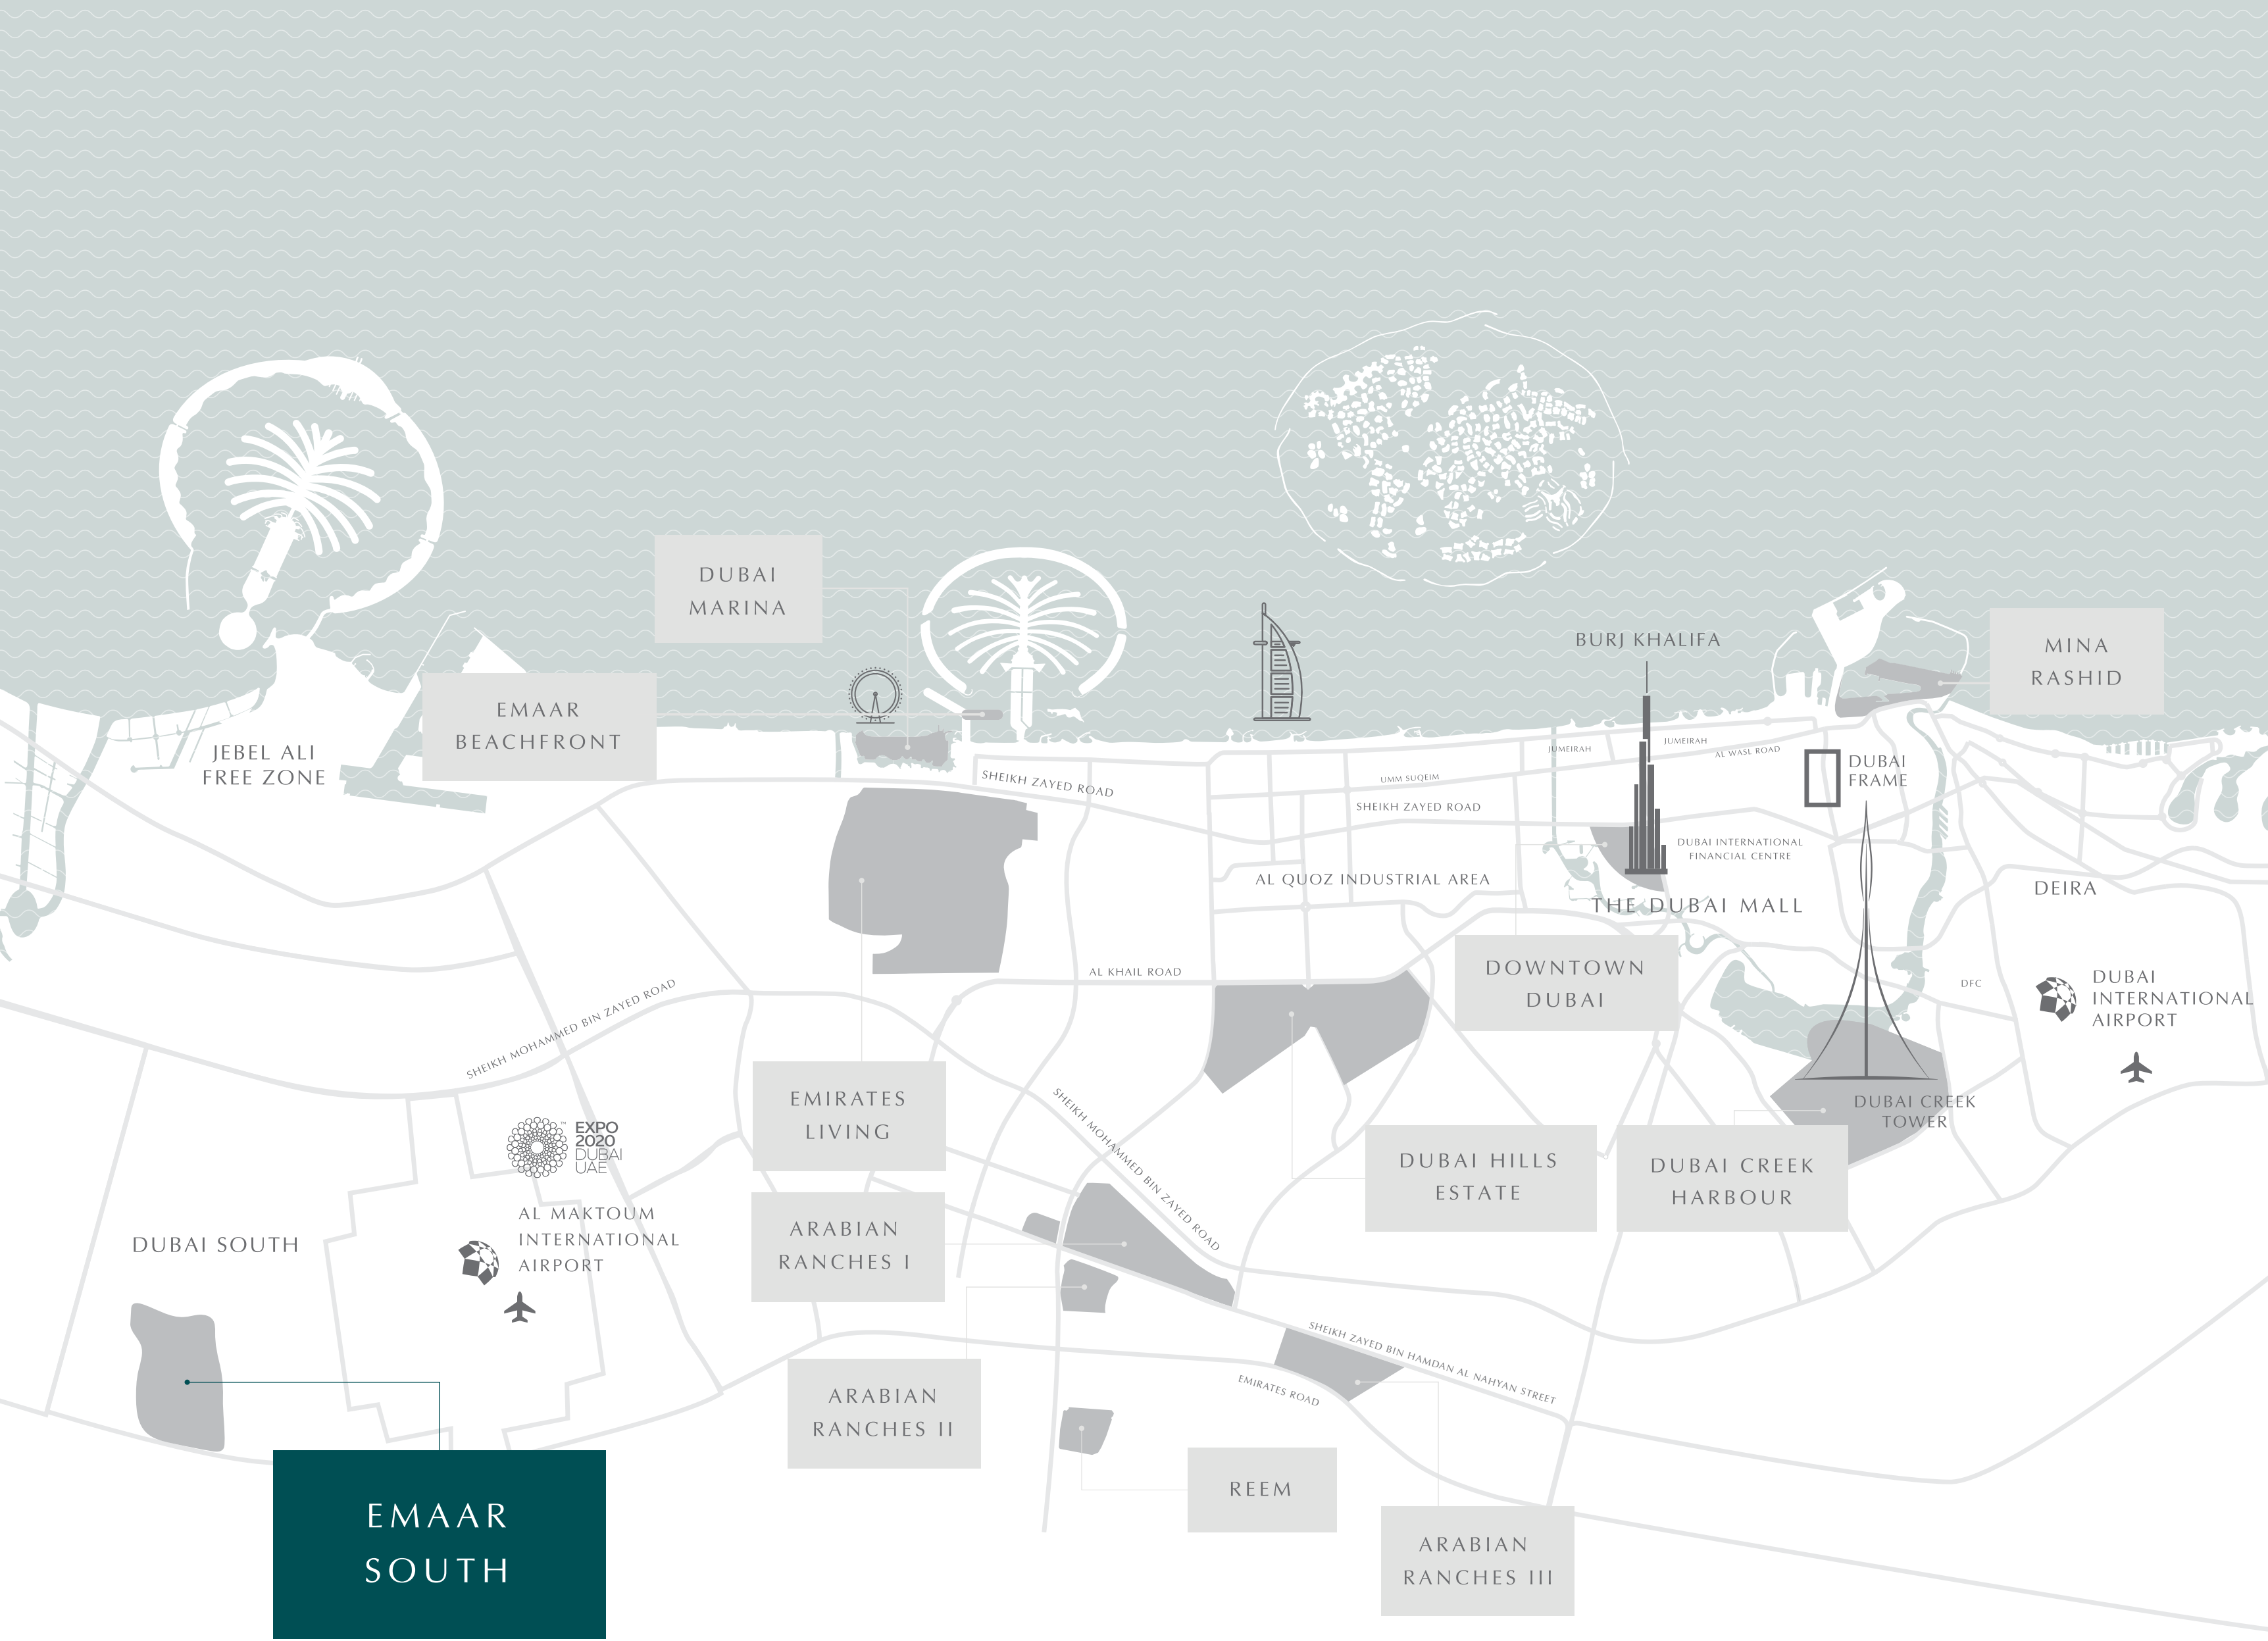 DUBAI
MARINA
BURJ KHALIFA
MINA
RASHID
EMAAR
BEACHFRONT
JEBEL ALI
FREE ZONE
JUMEIRAH
JUMEIRAH
AL WASL ROAD
DUBAI
FRAME
SHEIKH ZAYED ROAD
UMM SUQEIM
SHEIKH ZAYED ROAD
DUBAI INTERNATIONAL
FINANCIAL CENTRE
AL QUOZ INDUSTRIAL AREA
DEIRA
THE DUBAI MALL
DOWNTOWN
DUBAI
AL KHAIL ROAD
DFC
DUBAI
INTERNATIONAL
AIRPORT
SHEIKH MOHAMMED BIN ZAYED ROAD
EMIRATES
LIVING
SHEIKH MOHAMMED BIN ZAYED ROAD
DUBAI CREEK
TOWER
EXPO
2020
DUBAI
UAE
™
DUBAI HILLS
ESTATE
DUBAI CREEK
HARBOUR
AL MAKTOUM
INTERNATIONAL
AIRPORT
DUBAI SOUTH
ARABIAN
RANCHES I
SHEIKH ZAYED BIN HAMDAN AL NAHYAN STREET
EMIRATES ROAD
ARABIAN
RANCHES II
REEM
EMAAR
SOUTH
ARABIAN
RANCHES III